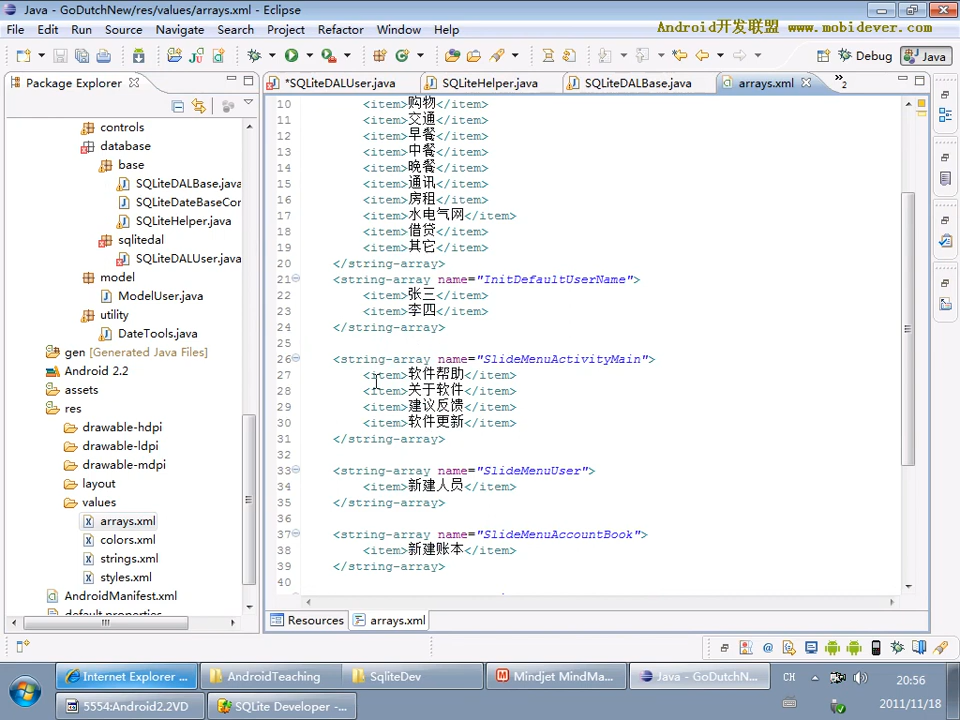 Java - GoDutchNew/res/values/arrays.xml - Eclipse
File Edit Run Source Navigate Search Project Refactor Window Help
Android开发联盟 www.mobidever.com
Debug Java
Package Explorer
*SQLiteDALUser.java SQLiteHelper.java SQLiteDALBase.java arrays.xml »2
controls
database
base
SQLiteDALBase.java
SQLiteDateBaseCor
SQLiteHelper.java
sqlitedal
SQLiteDALUser.java
model
ModelUser.java
utility
DateTools.java
gen [Generated Java Files]
Android 2.2
assets
res
drawable-hdpi
drawable-ldpi
drawable-mdpi
layout
values
arrays.xml
colors.xml
strings.xml
styles.xml
AndroidManifest.xml
default.properties
10 <item>购物</item>
11 <item>交通</item>
12 <item>早餐</item>
13 <item>中餐</item>
14 <item>晚餐</item>
15 <item>通讯</item>
16 <item>房租</item>
17 <item>水电气网</item>
18 <item>借贷</item>
19 <item>其它</item>
20 </string-array>
21 <string-array name="InitDefaultUserName">
22 <item>张三</item>
23 <item>李四</item>
24 </string-array>
25
26 <string-array name="SlideMenuActivityMain">
27 <item>软件帮助</item>
28 <item>关于软件</item>
29 <item>建议反馈</item>
30 <item>软件更新</item>
31 </string-array>
32
33 <string-array name="SlideMenuUser">
34 <item>新建人员</item>
35 </string-array>
36
37 <string-array name="SlideMenuAccountBook">
38 <item>新建账本</item>
39 </string-array>
40
Resources arrays.xml
Internet Explorer ... AndroidTeaching SqliteDev Mindjet MindMa... Java - GoDutchN... CH 20:56
5554:Android2.2VD SQLite Developer -... 2011/11/18